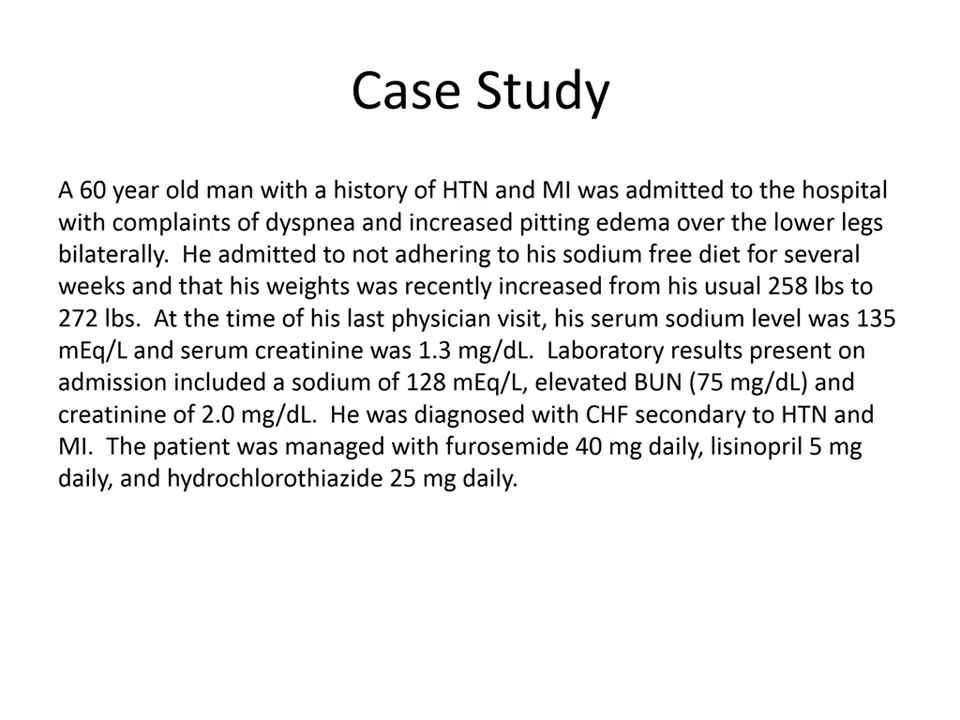 Case Study
A 60 year old man with a history of HTN and MI was admitted to the hospital
with complaints of dyspnea and increased pitting edema over the lower legs
bilaterally.  He admitted to not adhering to his sodium free diet for several
weeks and that his weights was recently increased from his usual 258 lbs to
272 lbs.  At the time of his last physician visit, his serum sodium level was 135
mEq/L and serum creatinine was 1.3 mg/dL.  Laboratory results present on
admission included a sodium of 128 mEq/L, elevated BUN (75 mg/dL) and
creatinine of 2.0 mg/dL.  He was diagnosed with CHF secondary to HTN and
MI.  The patient was managed with furosemide 40 mg daily, lisinopril 5 mg
daily, and hydrochlorothiazide 25 mg daily.